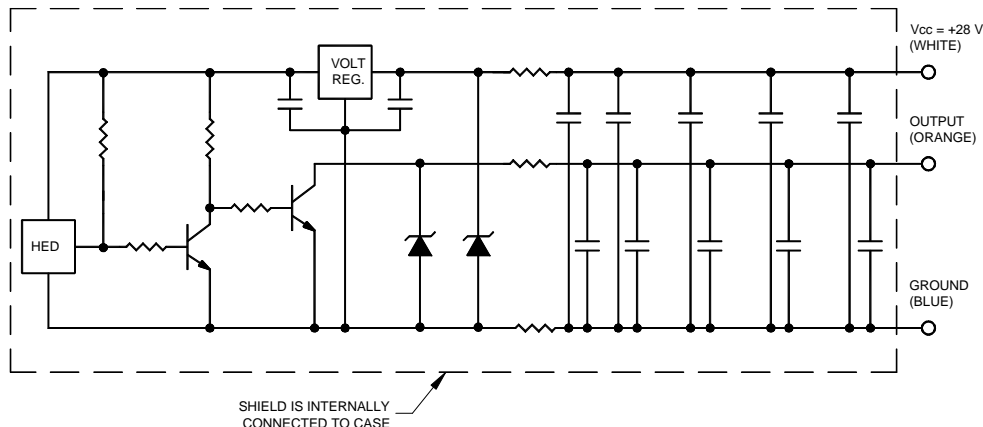 Vcc = +28 V
(WHITE)
VOLT
REG.
OUTPUT
(ORANGE)
HED
GROUND
(BLUE)
SHIELD IS INTERNALLY
CONNECTED TO CASE